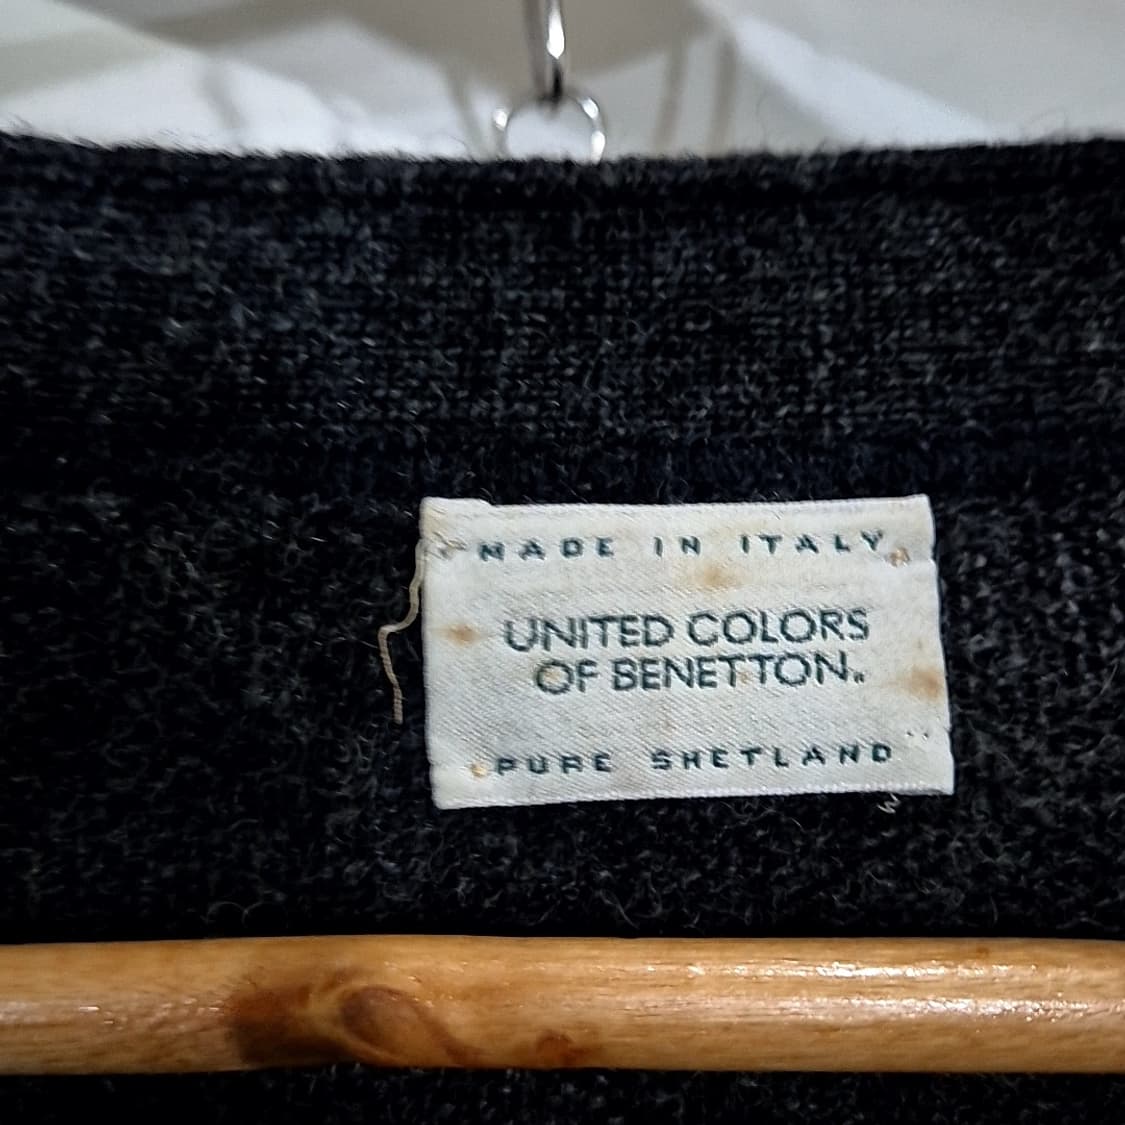 MADE IN ITALY
UNITED COLORS
OF BENETTON.
PURE SHETLAND